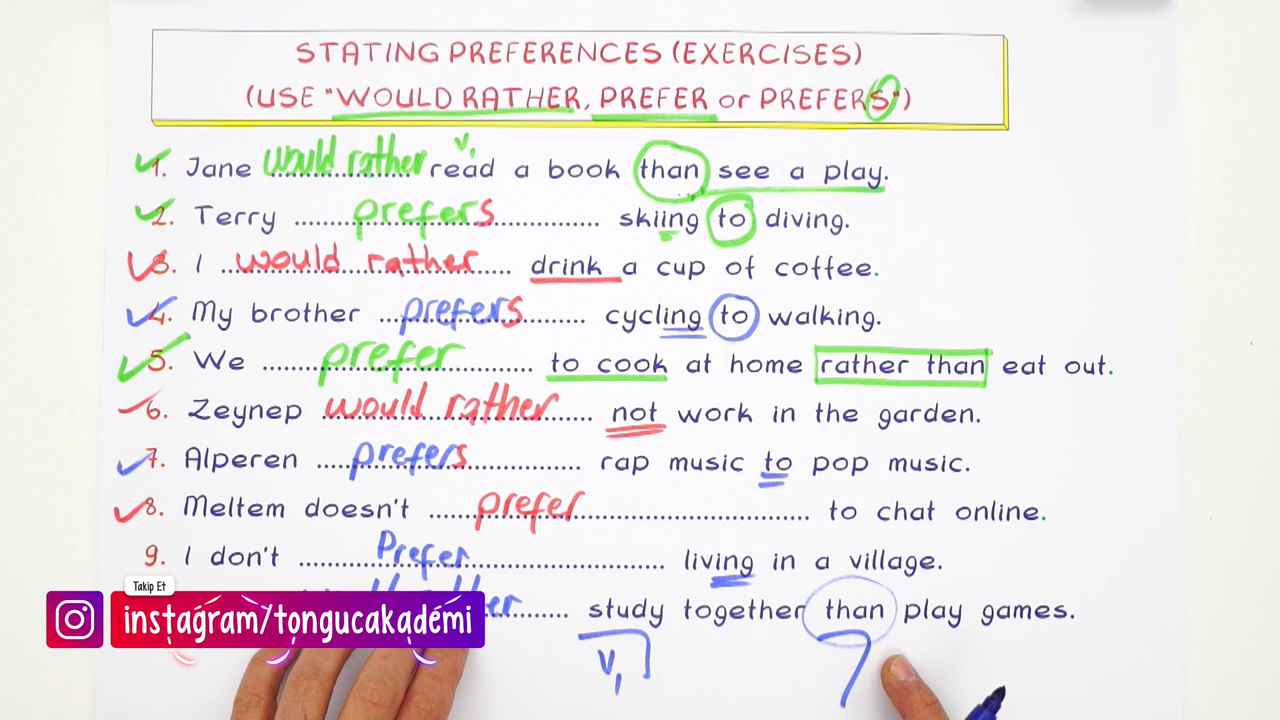 STATING PREFERENCES (EXERCISES)
(USE "WOULD RATHER, PREFER or PREFERS")
V1
1. Jane would rather read a book than see a play.
2. Terry prefers skiing to diving.
3. I would rather drink a cup of coffee.
4. My brother prefers cycling to walking.
5. We prefer to cook at home rather than eat out.
6. Zeynep would rather not work in the garden.
7. Alperen prefers rap music to pop music.
8. Meltem doesn't prefer to chat online.
9. I don't Prefer living in a village.
Takip Et
study together than play games.
instagram/tongucakademi
V1